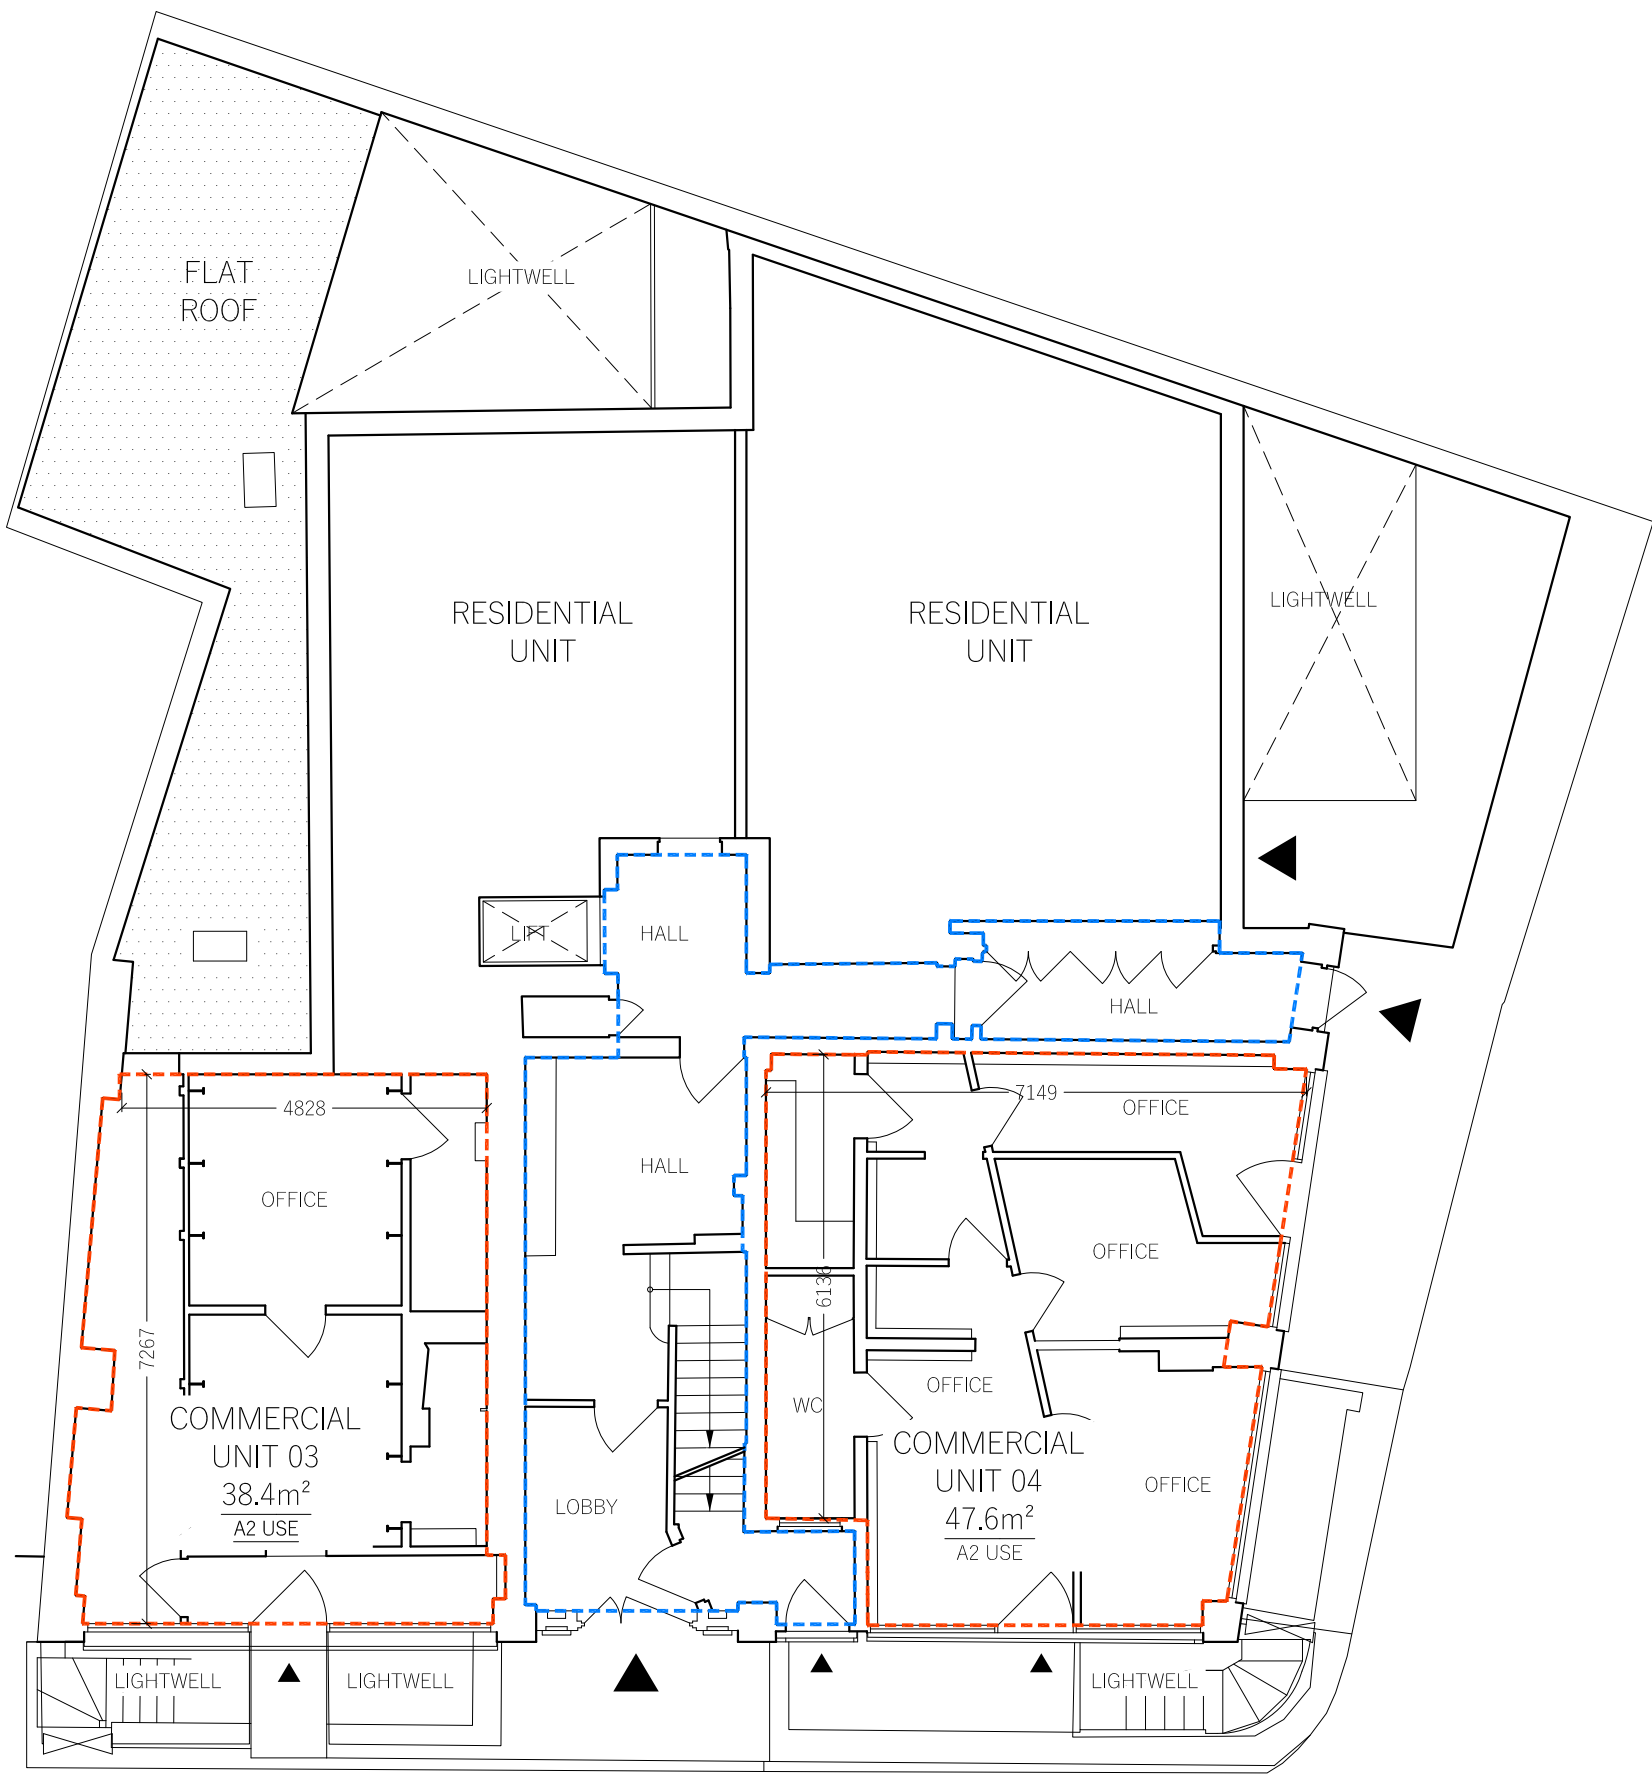 FLAT
ROOF
LIGHTWELL
RESIDENTIAL
UNIT
RESIDENTIAL
UNIT
LIGHTWELL
LIFT
HALL
HALL
4828
7149
OFFICE
HALL
OFFICE
OFFICE
6136
7267
OFFICE
WC
COMMERCIAL
UNIT 03
38.4m²
A2 USE
COMMERCIAL
UNIT 04
47.6m²
A2 USE
OFFICE
LOBBY
LIGHTWELL
LIGHTWELL
LIGHTWELL